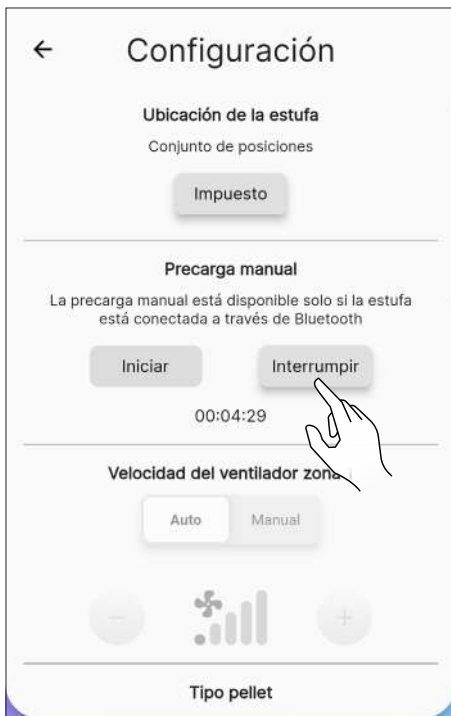 Configuración
Ubicación de la estufa
Conjunto de posiciones
Impuesto
Precarga manual
La precarga manual está disponible solo si la estufa
está conectada a través de Bluetooth
Iniciar
Interrumpir
00:04:29
Velocidad del ventilador zona
Auto
Manual
Tipo pellet